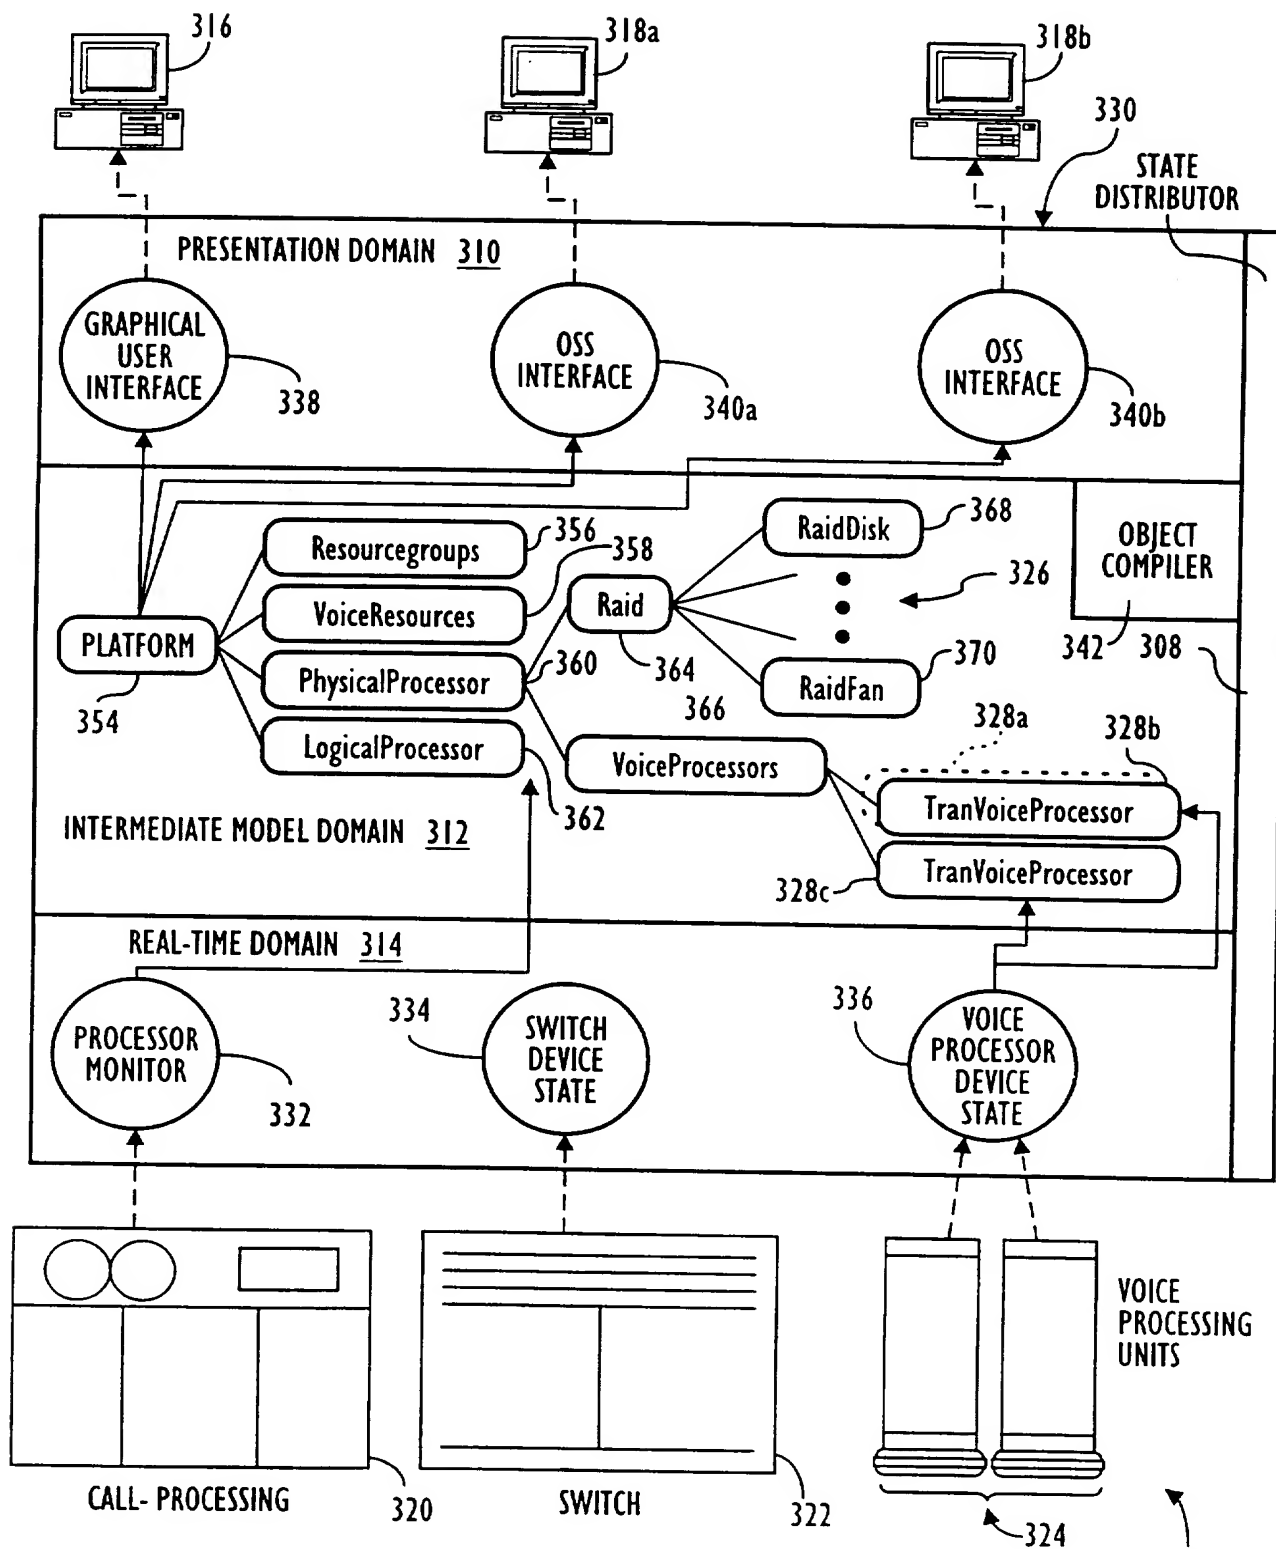 316
318a
318b
330
STATE
DISTRIBUTOR
PRESENTATION DOMAIN 310
GRAPHICAL
USER
INTERFACE
338
OSS
INTERFACE
340a
OSS
INTERFACE
340b
Resourcegroups
356
358
VoiceResources
PLATFORM
354
PhysicalProcessor
360
LogicalProcessor
362
Raid
364
366
RaidDisk
368
326
RaidFan
370
OBJECT
COMPILER
342
308
VoiceProcessors
328a
328b
TranVoiceProcessor
TranVoiceProcessor
328c
INTERMEDIATE MODEL DOMAIN 312
REAL-TIME DOMAIN 314
PROCESSOR
MONITOR
332
334
SWITCH
DEVICE
STATE
336
VOICE
PROCESSOR
DEVICE
STATE
VOICE
PROCESSING
UNITS
CALL- PROCESSING
320
SWITCH
322
324